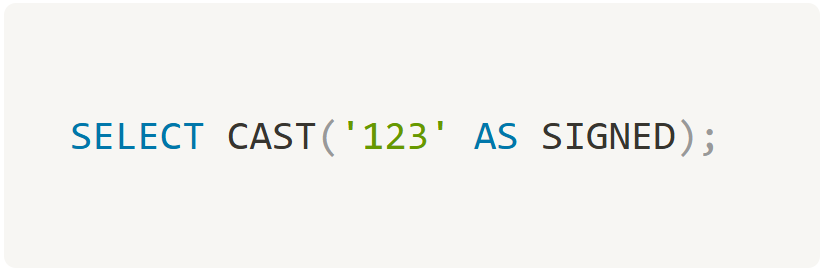 SELECT CAST('123' AS SIGNED);